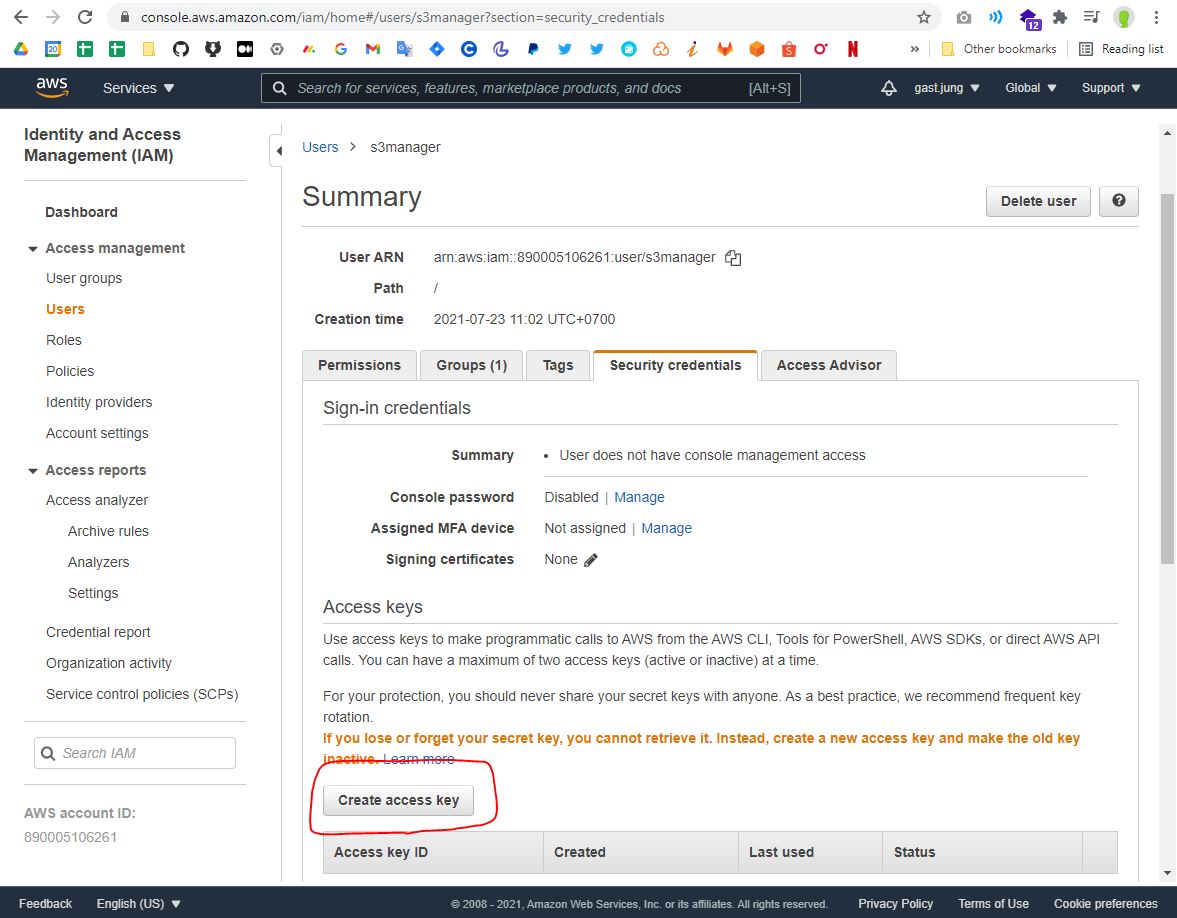 console.aws.amazon.com/iam/home#/users/s3manager?section=security_credentials
12
20
Other bookmarks
Reading list
aws
Services
Search for services, features, marketplace products, and docs
[Alt+S]
gast.jung
Global
Support
Identity and Access
Management (IAM)
Dashboard
Access management
User groups
Users
Roles
Policies
Identity providers
Account settings
Access reports
Access analyzer
Archive rules
Analyzers
Settings
Credential report
Organization activity
Service control policies (SCPs)
Search IAM
AWS account ID:
890005106261
Users > s3manager
Summary
Delete user
User ARN arn:aws:iam::890005106261:user/s3manager
Path /
Creation time 2021-07-23 11:02 UTC+0700
Permissions
Groups (1)
Tags
Security credentials
Access Advisor
Sign-in credentials
Summary • User does not have console management access
Console password Disabled | Manage
Assigned MFA device Not assigned | Manage
Signing certificates None
Access keys
Use access keys to make programmatic calls to AWS from the AWS CLI, Tools for PowerShell, AWS SDKs, or direct AWS API
calls. You can have a maximum of two access keys (active or inactive) at a time.
For your protection, you should never share your secret keys with anyone. As a best practice, we recommend frequent key
rotation.
If you lose or forget your secret key, you cannot retrieve it. Instead, create a new access key and make the old key
inactive. Learn more
Create access key
Access key ID
Created
Last used
Status
Feedback
English (US)
© 2008 - 2021, Amazon Web Services, Inc. or its affiliates. All rights reserved.
Privacy Policy
Terms of Use
Cookie preferences